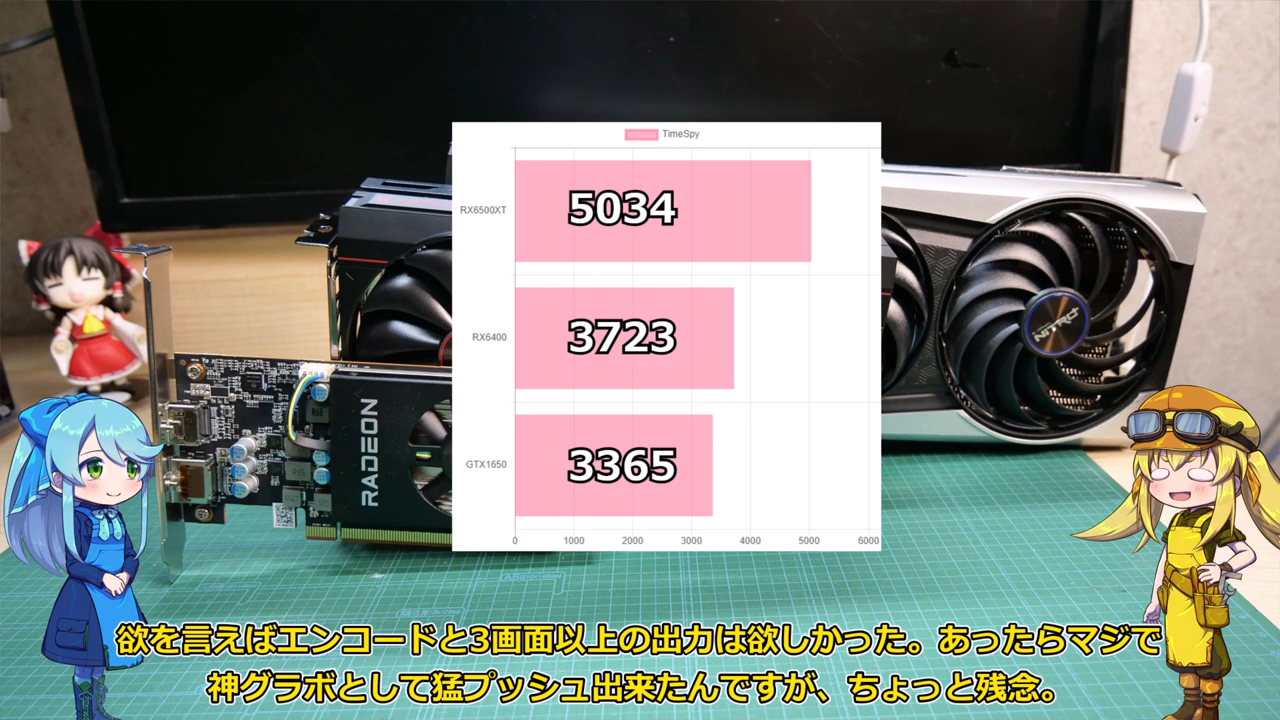 TimeSpy
RX6500XT
5034
RX6400
3723
GTX1650
3365
0 1000 2000 3000 4000 5000 6000
RADEON
NITRO+
欲を言えばエンコードと3画面以上の出力は欲しかった。あったらマジで
神グラボとして猛プッシュ出来たんですが、ちょっと残念。